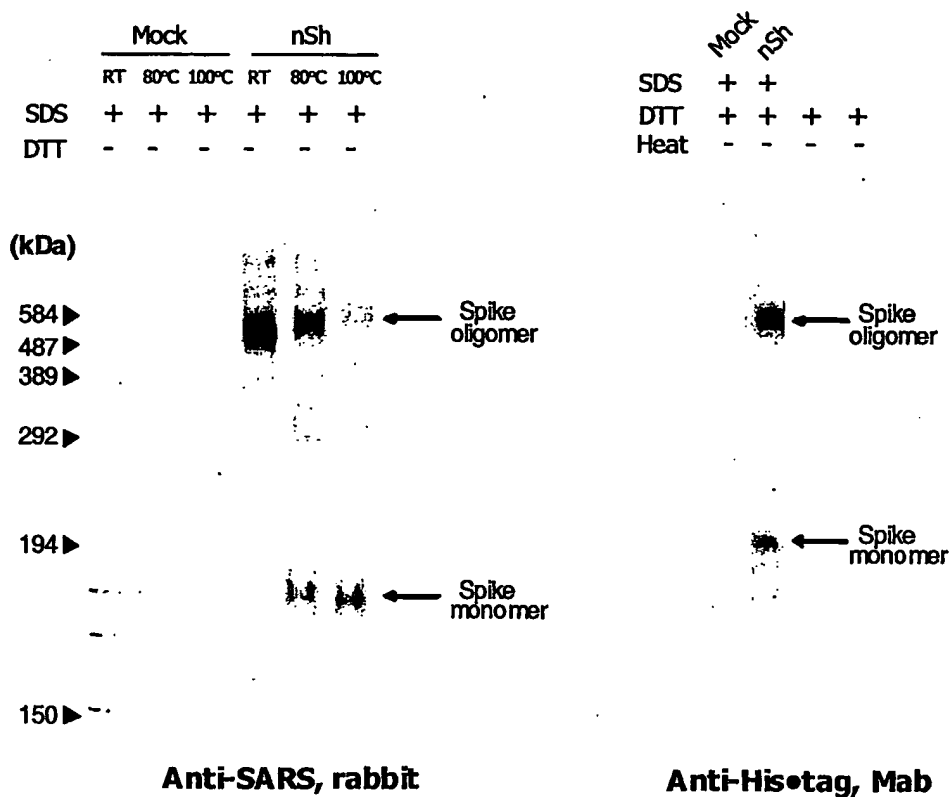 Mock nSh
RT 80°C 100°C RT 80°C 100°C
SDS + + + + + +
DTT - - - - - -
(kDa)
584
487
389
292
194
150
Spike
oligomer
Spike
monomer
Anti-SARS, rabbit
Mock nSh
SDS + +
DTT + + + +
Heat - - - -
Spike
oligomer
Spike
monomer
Anti-His•tag, Mab